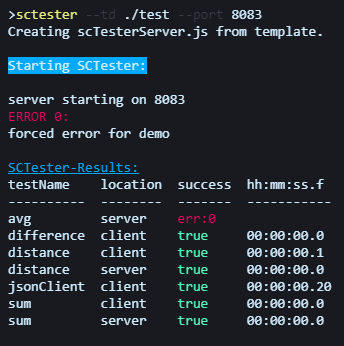 >sctester --td ./test --port 8083
Creating scTesterServer.js from template.
Starting SCTester:
server starting on 8083
ERROR 0:
forced error for demo
SCTester-Results:
testName location success hh:mm:ss.f
---------- -------- ------- -----------
avg server err:0
difference client true 00:00:00.0
distance client true 00:00:00.1
distance server true 00:00:00.0
jsonClient client true 00:00:00.20
sum client true 00:00:00.0
sum server true 00:00:00.0